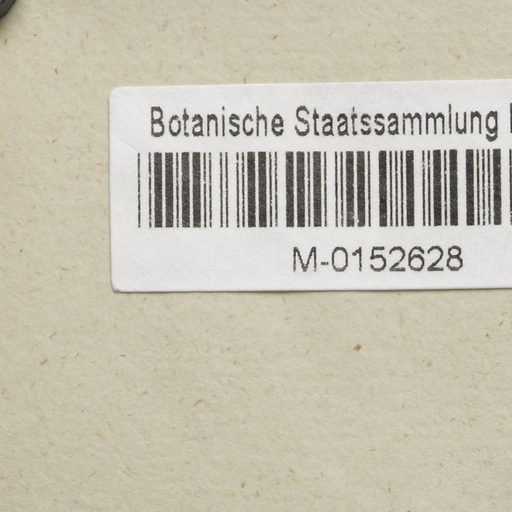 Botanische Staatssammlung
M-0152628